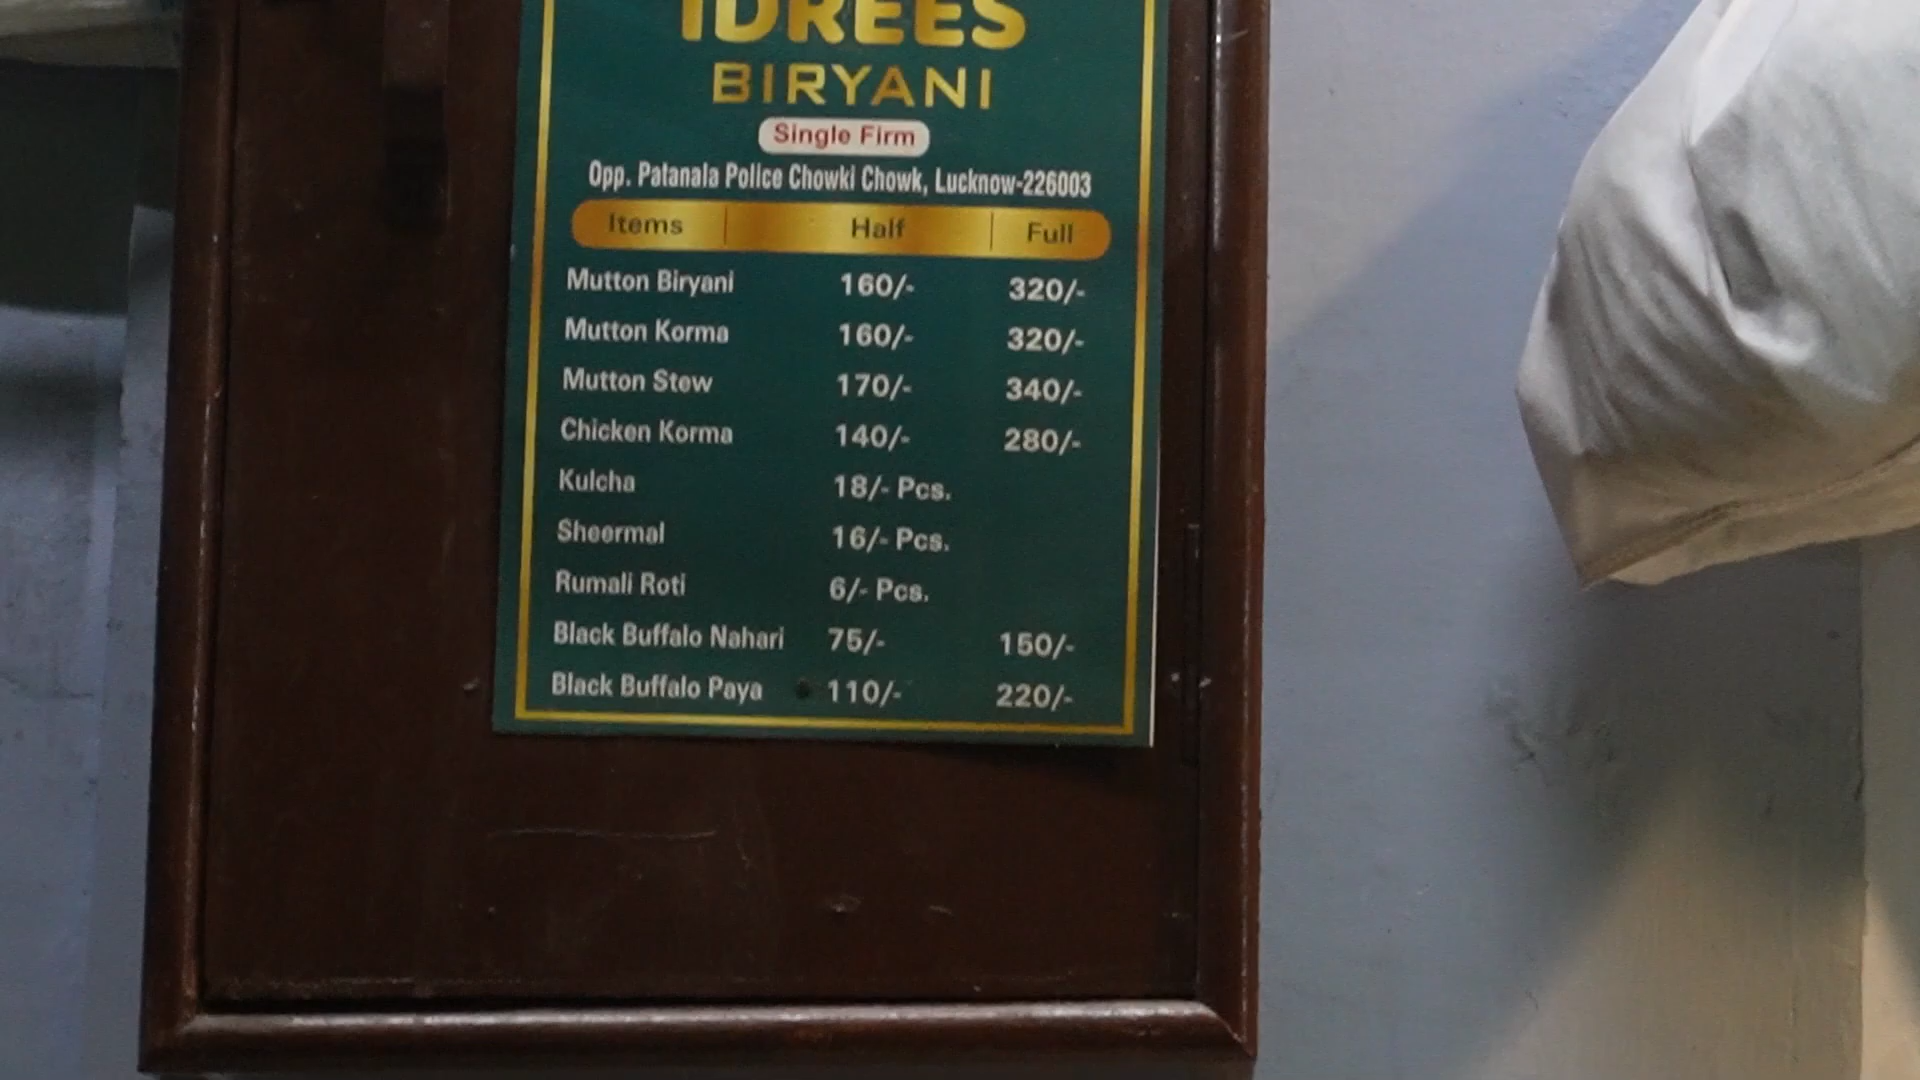 IDREES
BIRYANI
Single Firm
Opp. Patanala Police Chowki Chowk, Lucknow-226003
Items Half Full
Mutton Biryani 160/- 320/-
Mutton Korma 160/- 320/-
Mutton Stew 170/- 340/-
Chicken Korma 140/- 280/-
Kulcha 18/- Pcs.
Sheermal 16/- Pcs.
Rumali Roti 6/- Pcs.
Black Buffalo Nahari 75/- 150/-
Black Buffalo Paya 110/- 220/-